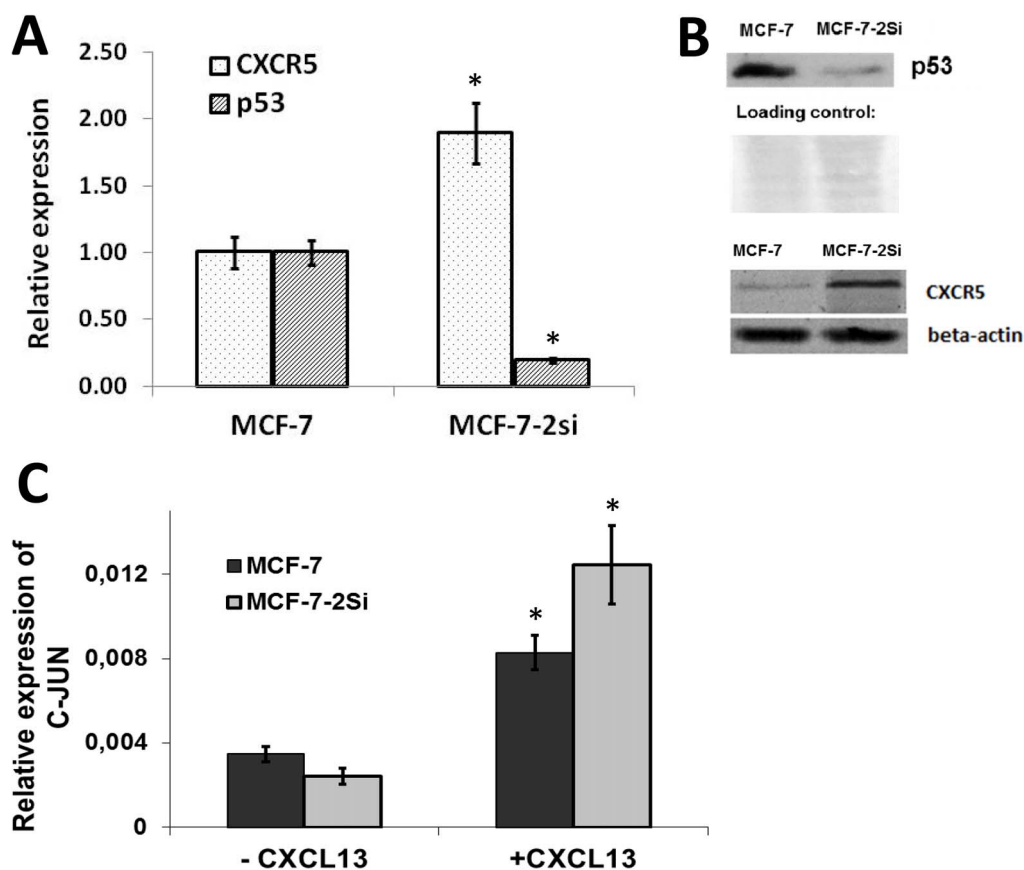 A
Relative expression
2.50
2.00
1.50
1.00
0.50
0.00
CXCR5
p53
*
*
MCF-7
MCF-7-2si
B
MCF-7
MCF-7-2Si
p53
Loading control:
MCF-7
MCF-7-2Si
CXCR5
beta-actin
C
Relative expression of
C-JUN
0,012
0,008
0,004
0
MCF-7
MCF-7-2Si
*
*
- CXCL13
+CXCL13